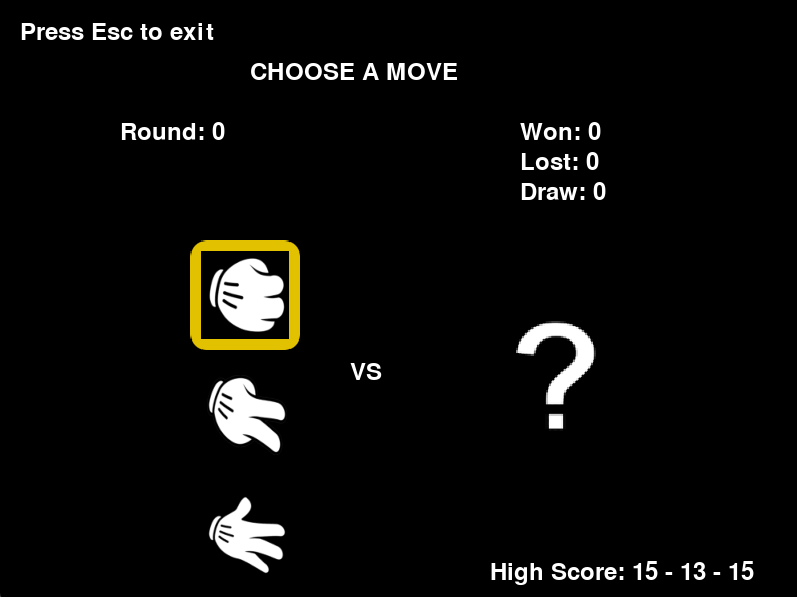 Press Esc to exit
CHOOSE A MOVE
Round: 0
Won: 0
Lost: 0
Draw: 0
VS
?
High Score: 15 - 13 - 15